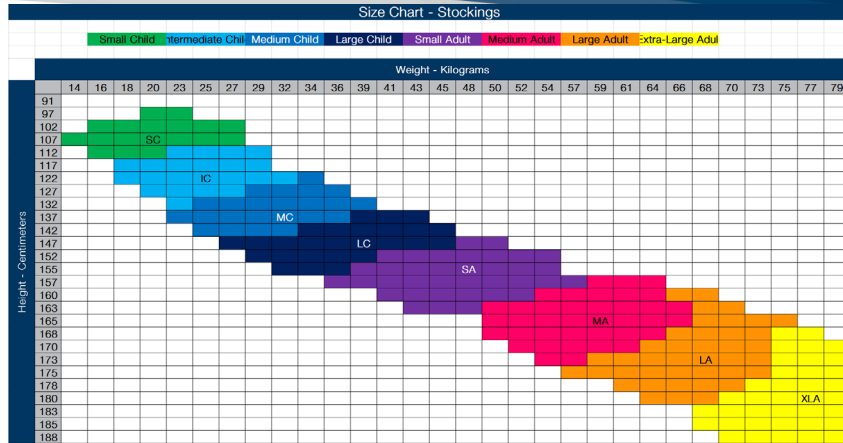 Size Chart - Stockings
Small Child ntermediate Chil Medium Child Large Child Small Adult Medium Adult Large Adult Extra-Large Adul
Weight - Kilograms
14 16 18 20 23 25 27 29 32 34 36 39 41 43 45 48 50 52 54 57 59 61 64 66 68 70 73 75 77 79
Height - Centimeters
91
97
102
107 SC
112
117
122 IC
127
132
137 MC
142
147 LC
152
155 SA
157
160
163
165 MA
168
170
173 LA
175
178
180 XLA
183
185
188